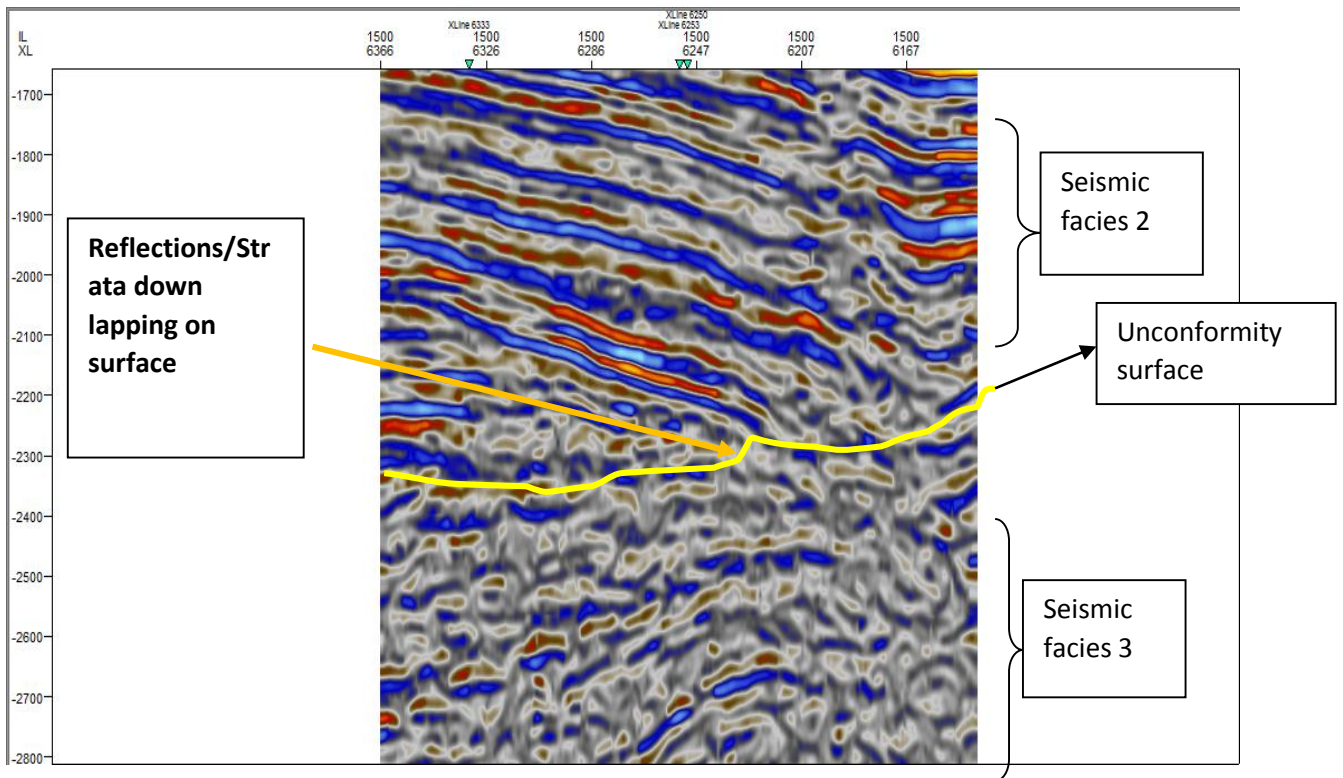 XLine 6250
XLine 6333 XLine 6253
IL 1500 1500 1500 1500 1500 1500
XL 6366 6326 6286 6247 6207 6167
-1700
-1800
-1900
-2000
-2100
-2200
-2300
-2400
-2500
-2600
-2700
-2800
Reflections/Str
ata down
lapping on
surface
Seismic
facies 2
Unconformity
surface
Seismic
facies 3